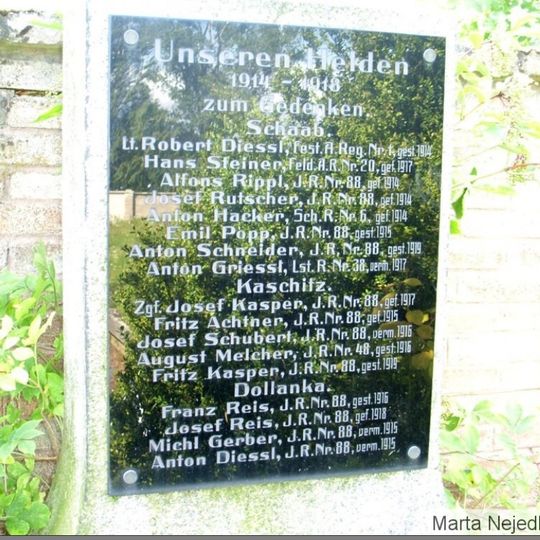 Unseren Helden
1914 - 1918
zum Gedenken.
Schaab.
Lt. Robert Diessl, Fest. A. Reg. Nr. 1, gest. 1914
Hans Steiner, Feld. A. R. Nr. 20, gef. 1917
Alfons Rippl, J. R. Nr. 88, gef. 1914
Josef Rutscher, J. R. Nr. 88, gef. 1914
Anton Hacker, Sch. R. Nr. 6, gef. 1914
Emil Popp, J. R. Nr. 88, gest. 1915
Anton Schneider, J. R. Nr. 88, gest. 1919
Anton Griessl, Lst. R. Nr. 38, verm. 1917
Kaschitz.
Zgf. Josef Kasper, J. R. Nr. 88, gef. 1917
Fritz Achtner, J. R. Nr. 88, gef. 1915
Josef Schubert, J. R. Nr. 88, verm. 1916
August Melcher, J. R. Nr. 48, gest. 1916
Fritz Kasper, J. R. Nr. 88, gest. 1919
Dollanka.
Franz Reis, J. R. Nr. 88, gest. 1916
Josef Reis, J. R. Nr. 88, gef. 1918
Michl Gerber, J. R. Nr. 88, verm. 1915
Anton Diessl, J. R. Nr. 88, verm. 1915